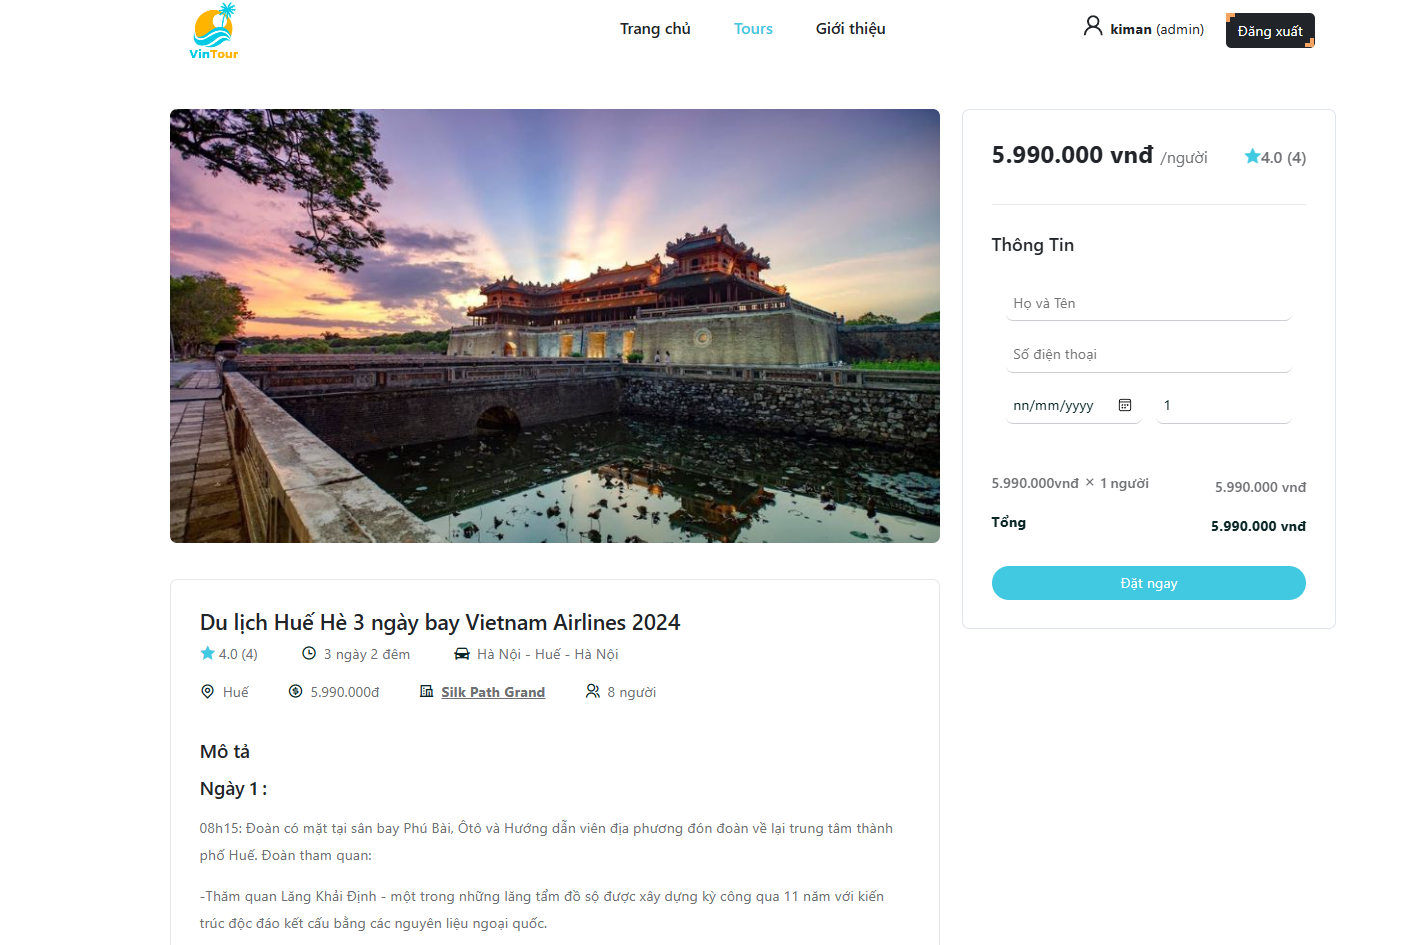 VinTour
Trang chủ
Tours
Giới thiệu
kiman (admin)
Đăng xuất
5.990.000 vnđ /người
4.0 (4)
Thông Tin
Họ và Tên
Số điện thoại
nn/mm/yyyy
1
5.990.000vnđ × 1 người
5.990.000 vnđ
Tổng
5.990.000 vnđ
Đặt ngay
Du lịch Huế Hè 3 ngày bay Vietnam Airlines 2024
4.0 (4)
3 ngày 2 đêm
Hà Nội - Huế - Hà Nội
Huế
5.990.000đ
Silk Path Grand
8 người
Mô tả
Ngày 1 :
08h15: Đoàn có mặt tại sân bay Phú Bài, Ôtô và Hướng dẫn viên địa phương đón đoàn về lại trung tâm thành
phố Huế. Đoàn tham quan:
-Thăm quan Lăng Khải Định - một trong những lăng tẩm đồ sộ được xây dựng kỳ công qua 11 năm với kiến
trúc độc đáo kết cấu bằng các nguyên liệu ngoại quốc.